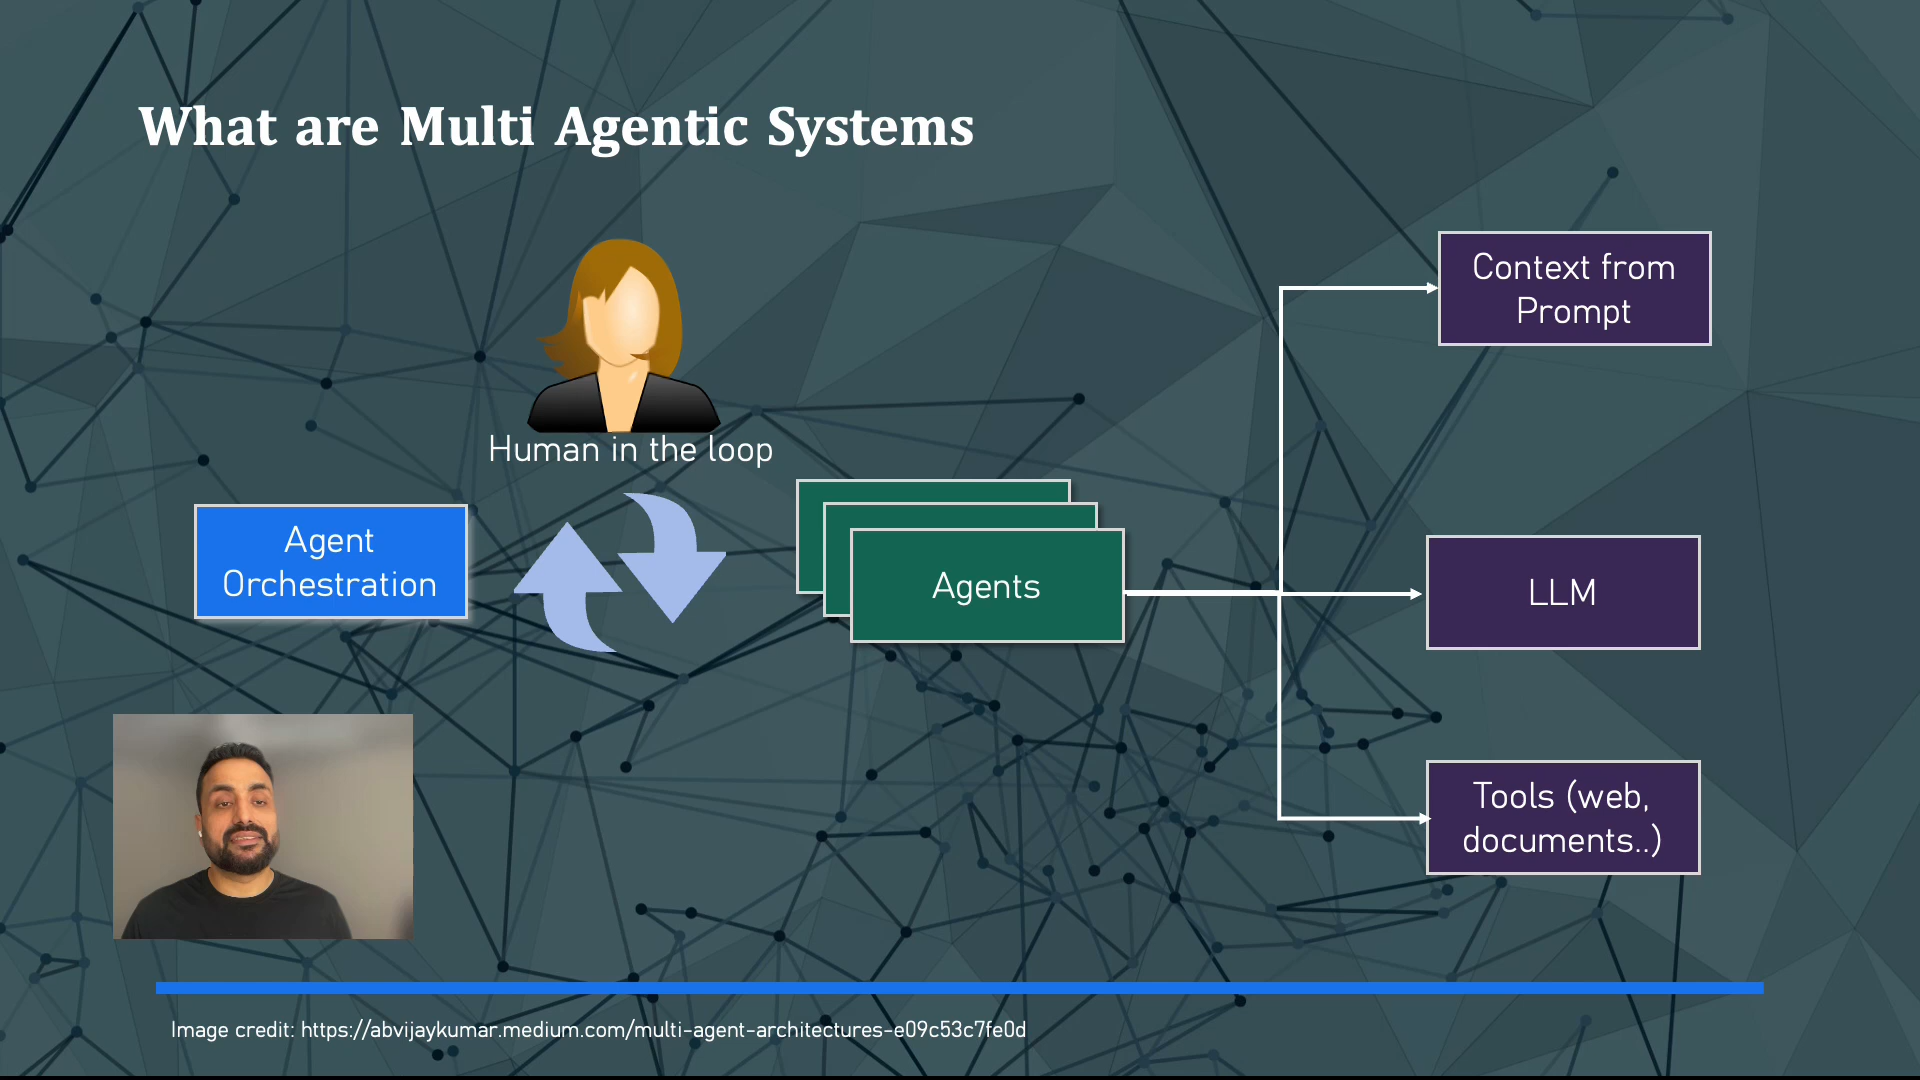 What are Multi Agentic Systems
Human in the loop
Agent
Orchestration
Agents
Context from
Prompt
LLM
Tools (web,
documents..)
Image credit: https://abvijaykumar.medium.com/multi-agent-architectures-e09c53c7fe0d